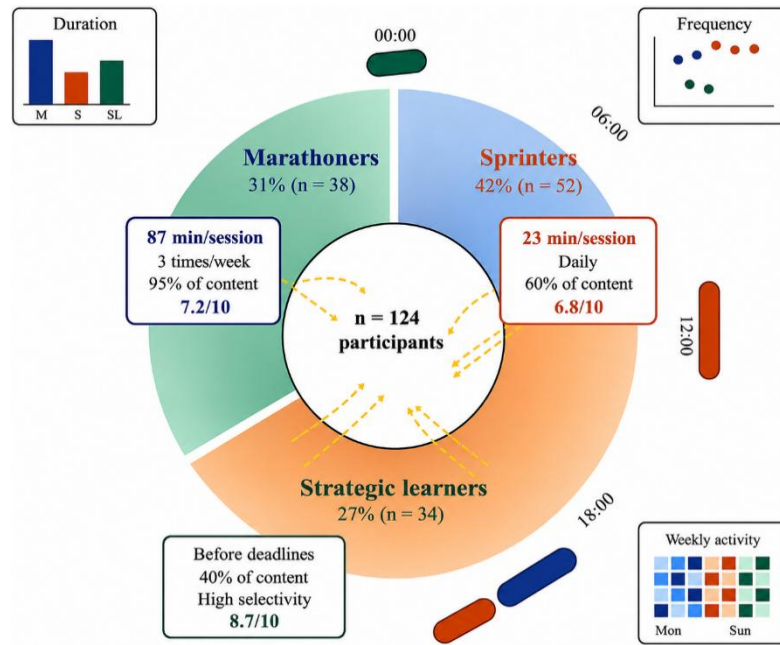 Duration
M S SL
00:00
Frequency
06:00
Marathoners
31% (n = 38)
Sprinters
42% (n = 52)
87 min/session
3 times/week
95% of content
7.2/10
23 min/session
Daily
60% of content
6.8/10
n = 124
participants
12:00
Strategic learners
27% (n = 34)
18:00
Before deadlines
40% of content
High selectivity
8.7/10
Weekly activity
Mon Sun